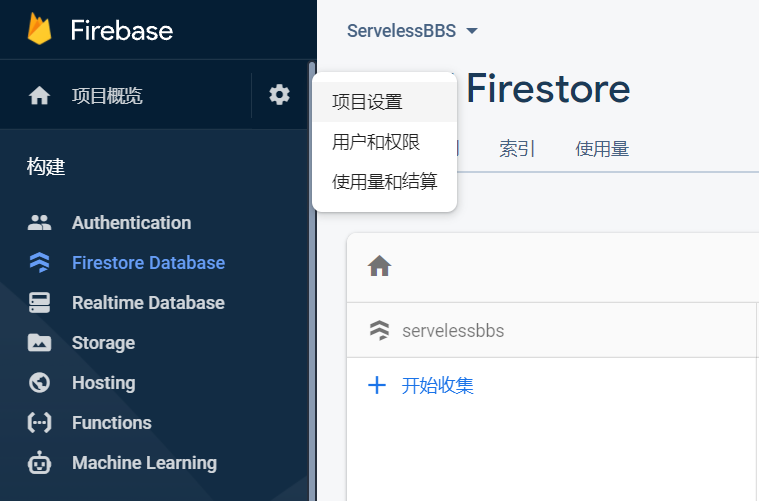 Firebase
项目概览
构建
Authentication
Firestore Database
Realtime Database
Storage
Hosting
Functions
Machine Learning
ServelessBBS
Firestore
项目设置
用户和权限
使用量和结算
索引
使用量
servelessbbs
开始收集